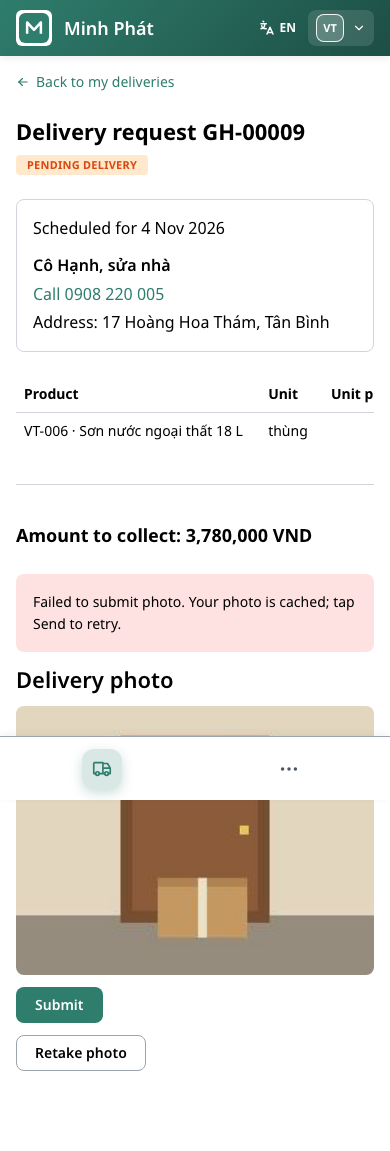 Minh Phát
EN
VT
Back to my deliveries
Delivery request GH-00009
PENDING DELIVERY
Scheduled for 4 Nov 2026
Cô Hạnh, sửa nhà
Call 0908 220 005
Address: 17 Hoàng Hoa Thám, Tân Bình
Product Unit Unit p
VT-006 · Sơn nước ngoại thất 18 L thùng
Amount to collect: 3,780,000 VND
Failed to submit photo. Your photo is cached; tap
Send to retry.
Delivery photo
Submit
Retake photo